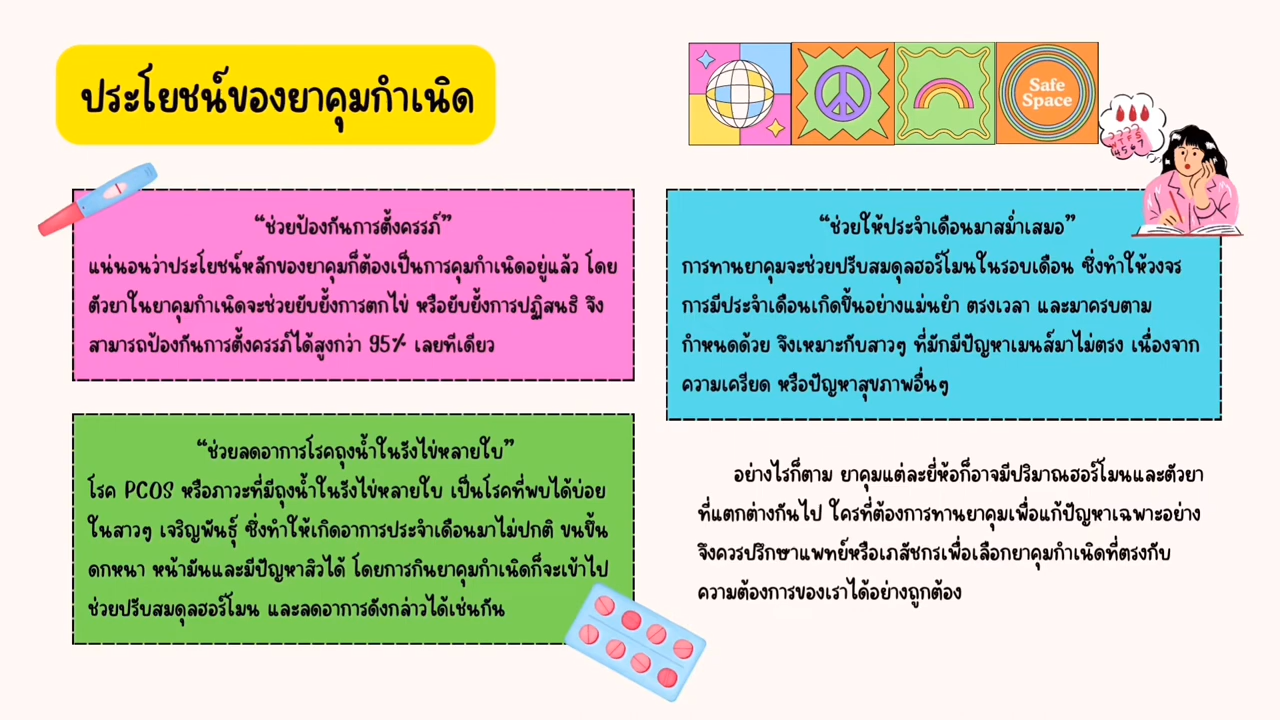 ประโยชน์ของยาคุมกำเนิด
Safe
Space
“ช่วยป้องกันการตั้งครรภ์”
แน่นอนว่าประโยชน์หลักของยาคุมก็ต้องเป็นการคุมกำเนิดอยู่แล้ว โดย
ตัวยาในยาคุมกำเนิดจะช่วยยับยั้งการตกไข่ หรือยับยั้งการปฏิสนธิ จึง
สามารถป้องกันการตั้งครรภ์ได้สูงกว่า 95% เลยทีเดียว
“ช่วยลดอาการโรคถุงน้ำในรังไข่หลายใบ”
โรค PCOS หรือภาวะที่มีถุงน้ำในรังไข่หลายใบ เป็นโรคที่พบได้บ่อย
ในสาวๆ เจริญพันธุ์ ซึ่งทำให้เกิดอาการประจำเดือนมาไม่ปกติ ขนขึ้น
ดกหนา หน้ามันและมีปัญหาสิวได้ โดยการกินยาคุมกำเนิดก็จะเข้าไป
ช่วยปรับสมดุลฮอร์โมน และลดอาการดังกล่าวได้เช่นกัน
“ช่วยให้ประจำเดือนมาสม่ำเสมอ”
การทานยาคุมจะช่วยปรับสมดุลฮอร์โมนในรอบเดือน ซึ่งทำให้วงจร
การมีประจำเดือนเกิดขึ้นอย่างแม่นยำ ตรงเวลา และมาครบตาม
กำหนดด้วย จึงเหมาะกับสาวๆ ที่มักมีปัญหาเมนส์มาไม่ตรง เนื่องจาก
ความเครียด หรือปัญหาสุขภาพอื่นๆ
อย่างไรก็ตาม ยาคุมแต่ละยี่ห้อก็อาจมีปริมาณฮอร์โมนและตัวยา
ที่แตกต่างกันไป ใครที่ต้องการทานยาคุมเพื่อแก้ปัญหาเฉพาะอย่าง
จึงควรปรึกษาแพทย์หรือเภสัชกรเพื่อเลือกยาคุมกำเนิดที่ตรงกับ
ความต้องการของเราได้อย่างถูกต้อง